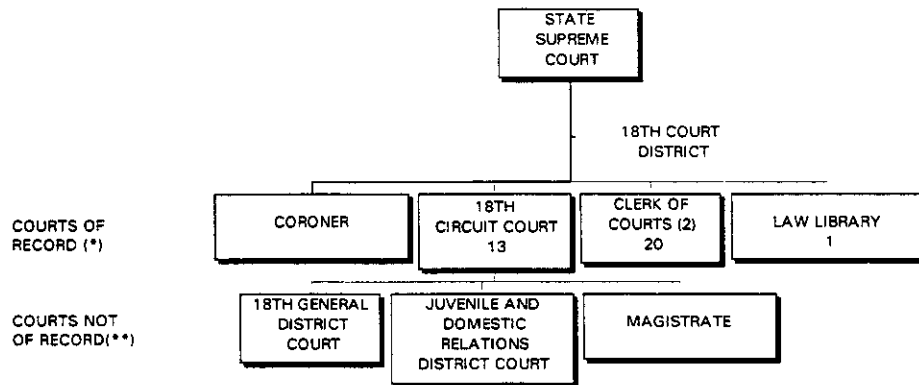 STATE
SUPREME
COURT
18TH COURT
DISTRICT
COURTS OF
RECORD (*)
CORONER
18TH
CIRCUIT COURT
13
CLERK OF
COURTS (2)
20
LAW LIBRARY
1
COURTS NOT
OF RECORD(**)
18TH GENERAL
DISTRICT
COURT
JUVENILE AND
DOMESTIC
RELATIONS
DISTRICT COURT
MAGISTRATE